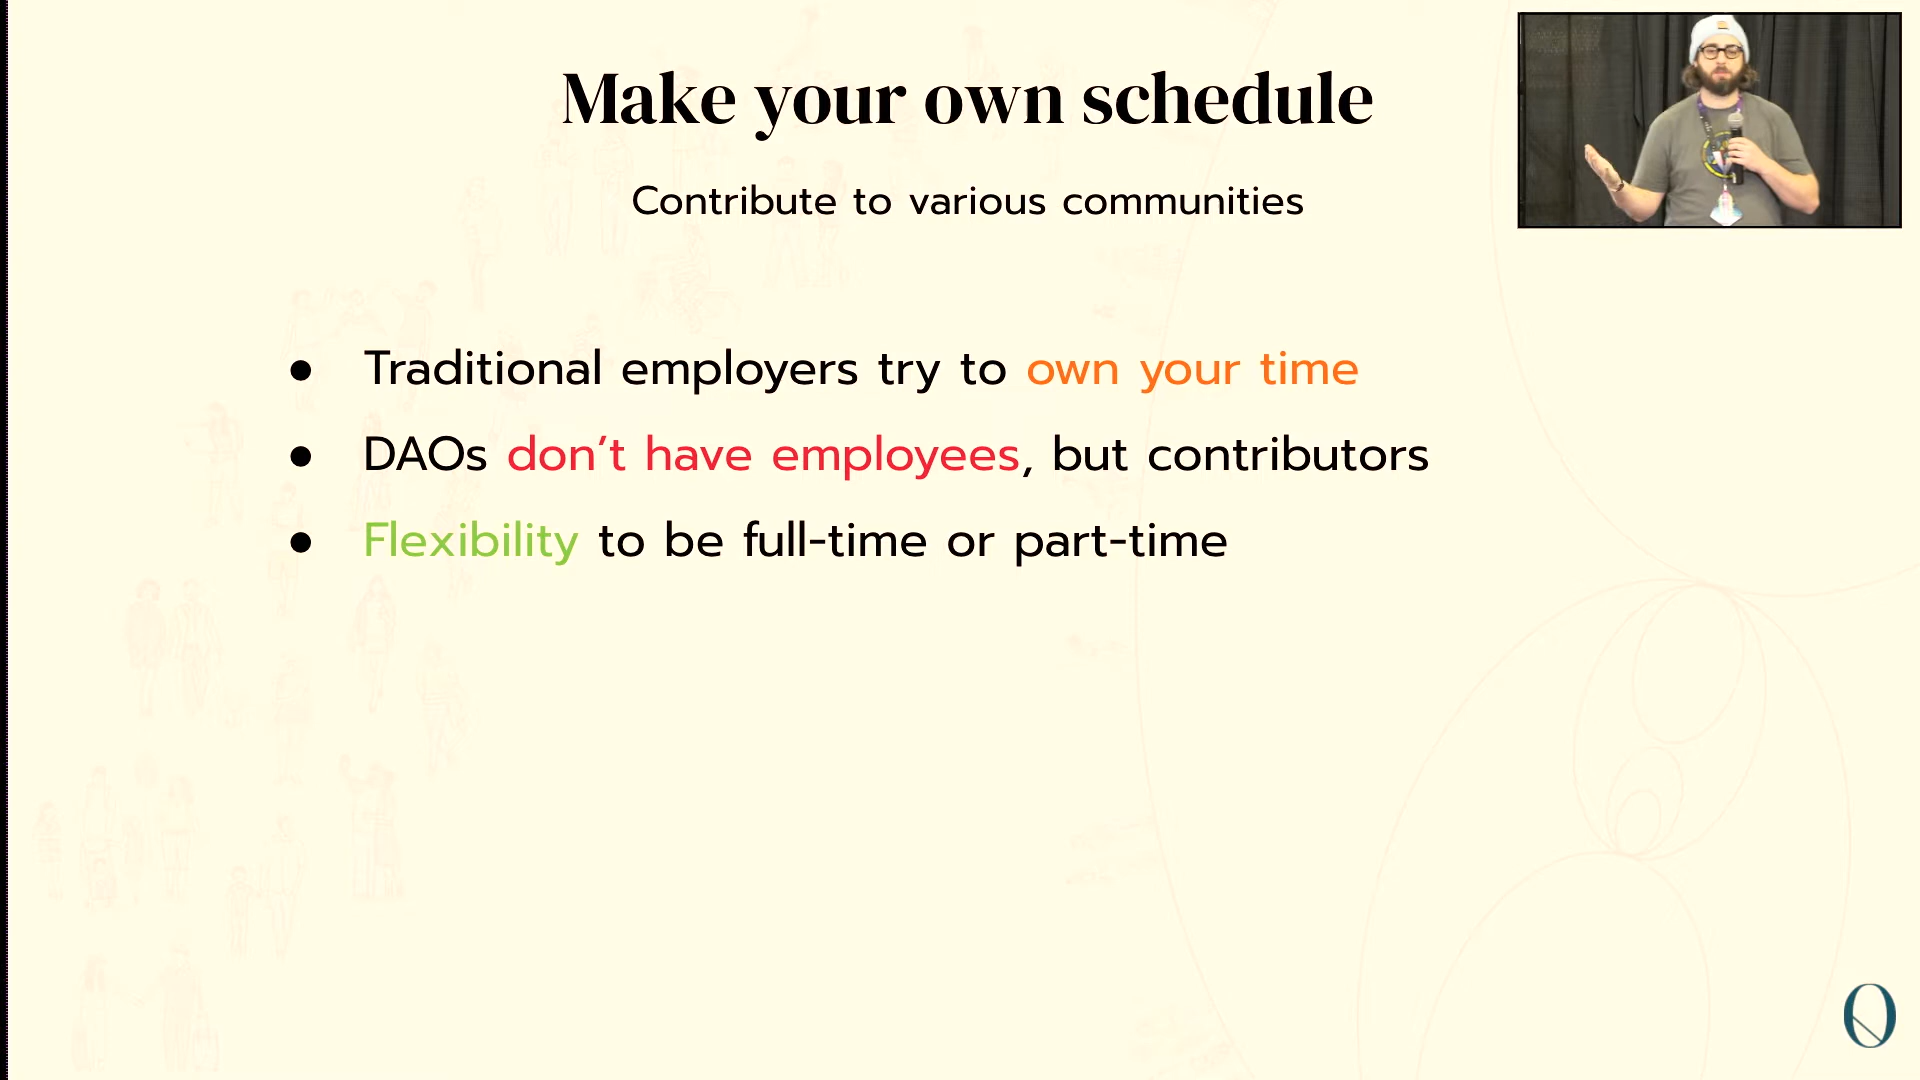 Make your own schedule
Contribute to various communities
● Traditional employers try to own your time
● DAOs don’t have employees, but contributors
● Flexibility to be full-time or part-time